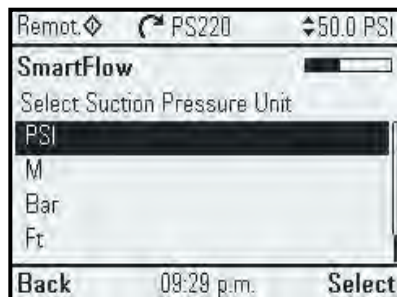 Remot. PS220 50.0 PSI
SmartFlow
Select Suction Pressure Unit
PSI
M
Bar
Ft
Back 09:29 p.m. Select